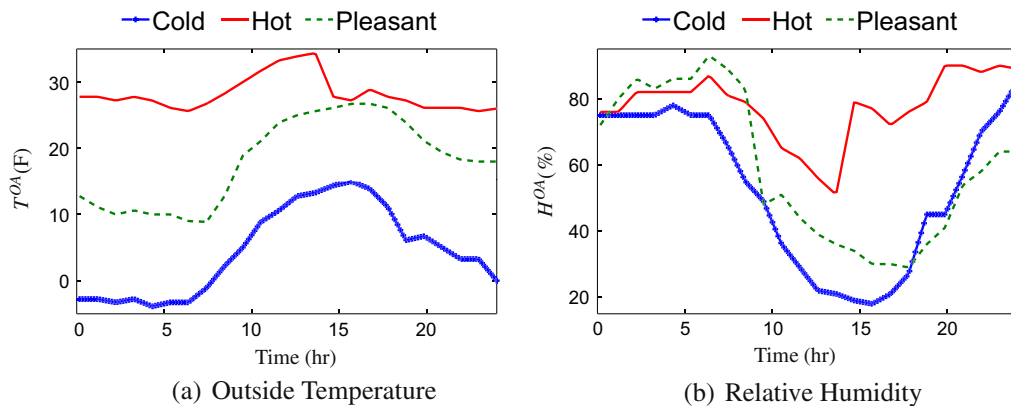 Cold Hot Pleasant
30
20
10
0
T^OA(F)
0 5 10 15 20
Time (hr)
(a) Outside Temperature
Cold Hot Pleasant
80
60
40
20
H^OA (%)
0 5 10 15 20
Time (hr)
(b) Relative Humidity